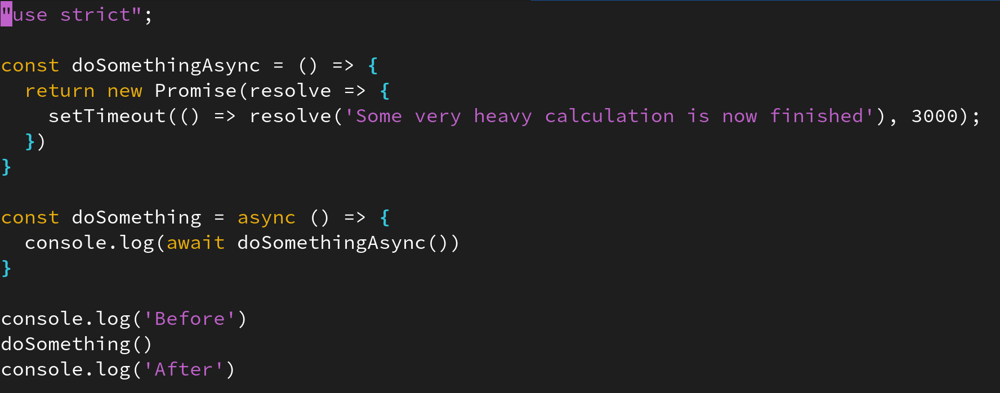 "use strict";
const doSomethingAsync = () => {
  return new Promise(resolve => {
    setTimeout(() => resolve('Some very heavy calculation is now finished'), 3000);
  })
}
const doSomething = async () => {
  console.log(await doSomethingAsync())
}
console.log('Before')
doSomething()
console.log('After')